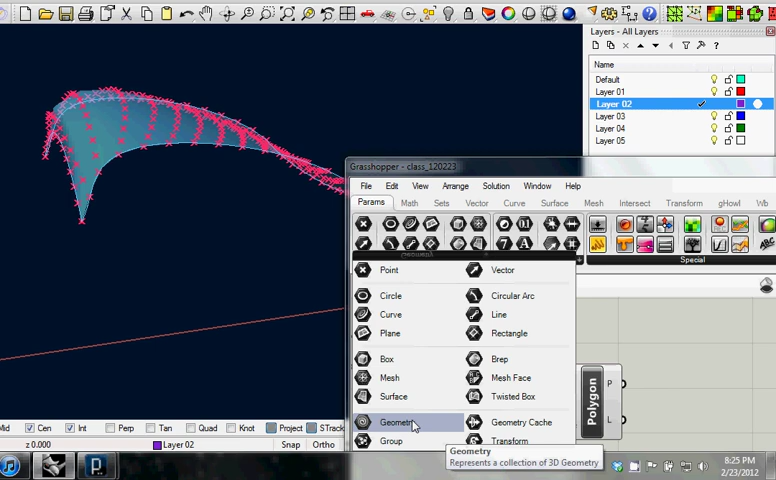 Layers - All Layers
Name
Default
Layer 01
Layer 02
Layer 03
Layer 04
Layer 05
Grasshopper - class_120223
File Edit View Arrange Solution Window Help
Params Math Sets Vector Curve Surface Mesh Intersect Transform gHowl Wb
Special
Point Vector
Circle Circular Arc
Curve Line
Plane Rectangle
Box Brep
Mesh Mesh Face
Surface Twisted Box
Geometry Geometry Cache
Group Transform
Geometry
Represents a collection of 3D Geometry
Polygon
P
L
Mid Cen Int Perp Tan Quad Knot Project STrack
z 0.000 Layer 02 Snap Ortho
8:25 PM
2/23/2012